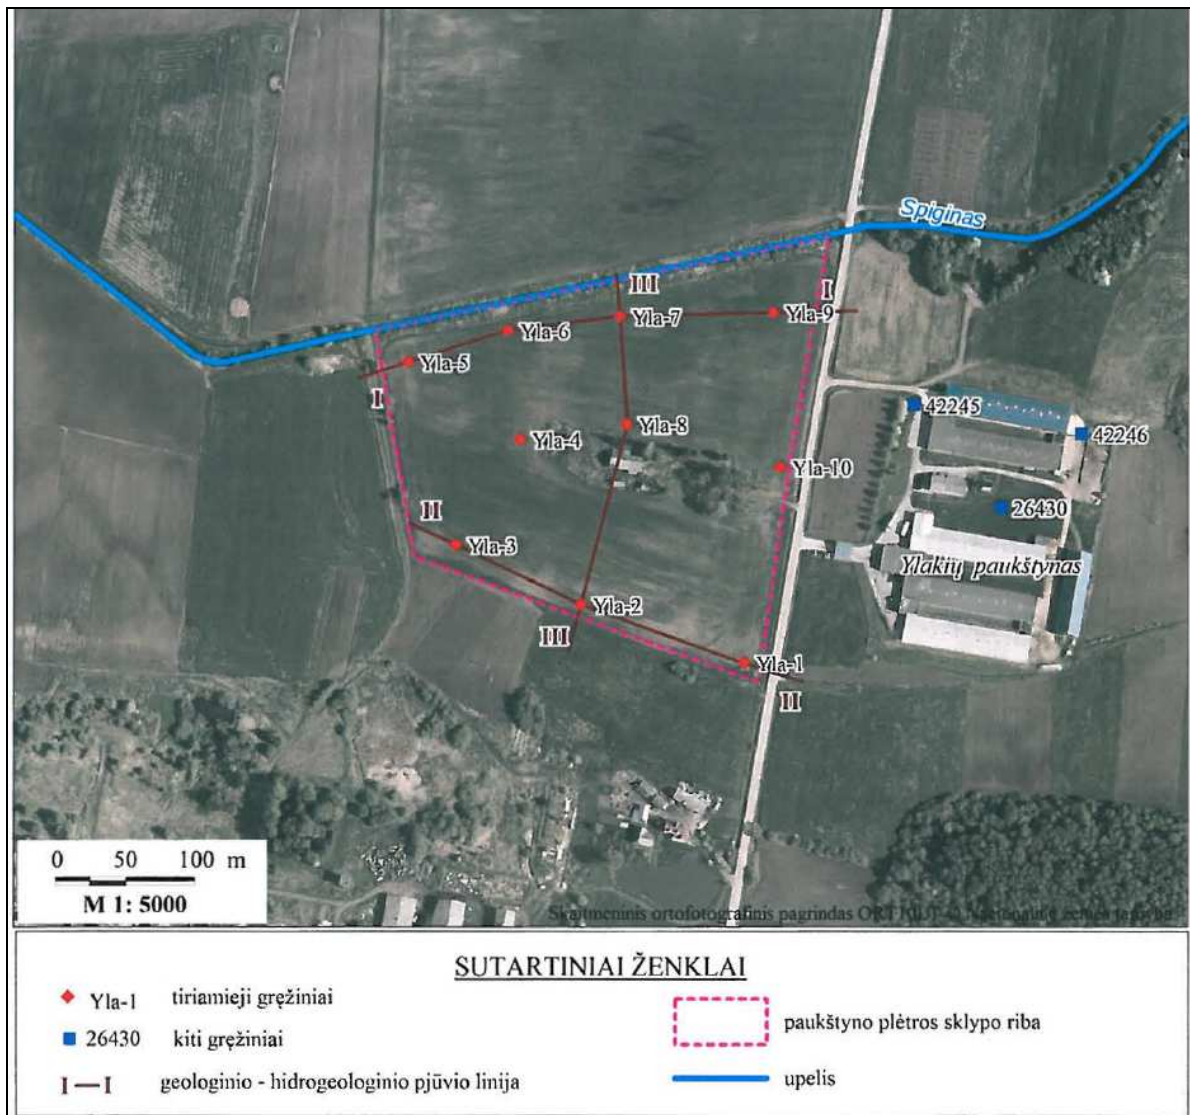 Spiginas
III
I
Yla-9
Yla-7
Yla-6
Yla-5
I
42245
42246
Yla-8
Yla-4
Yla-10
26430
II
Yla-3
Ylakių paukštynas
Yla-2
III
Yla-1
II
0 50 100 m
M 1: 5000
Skaitmeninis ortofotografinis pagrindas
SUTARTINIAI ŽENKLAI
Yla-1 tiriamieji gręžiniai
26430 kiti gręžiniai
I — I geologinio - hidrogeologinio pjūvio linija
paukštyno plėtros sklypo riba
upelis